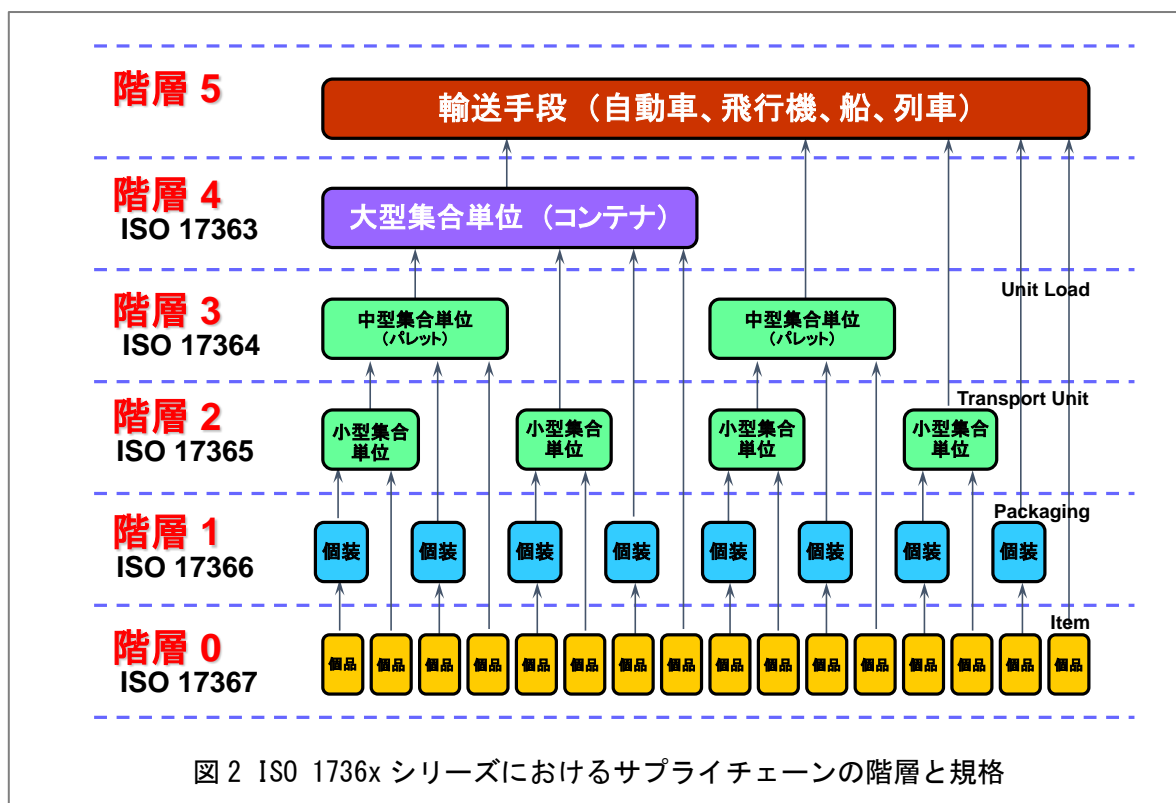 階層 5
輸送手段（自動車、飛行機、船、列車）
階層 4
ISO 17363
大型集合単位（コンテナ）
Unit Load
階層 3
ISO 17364
中型集合単位
（パレット）
中型集合単位
（パレット）
Transport Unit
階層 2
ISO 17365
小型集合
単位
小型集合
単位
小型集合
単位
小型集合
単位
Packaging
階層 1
ISO 17366
個装 個装 個装 個装 個装 個装 個装 個装
Item
階層 0
ISO 17367
個品 個品 個品 個品 個品 個品 個品 個品 個品 個品 個品 個品 個品 個品 個品 個品
図2 ISO 1736x シリーズにおけるサプライチェーンの階層と規格